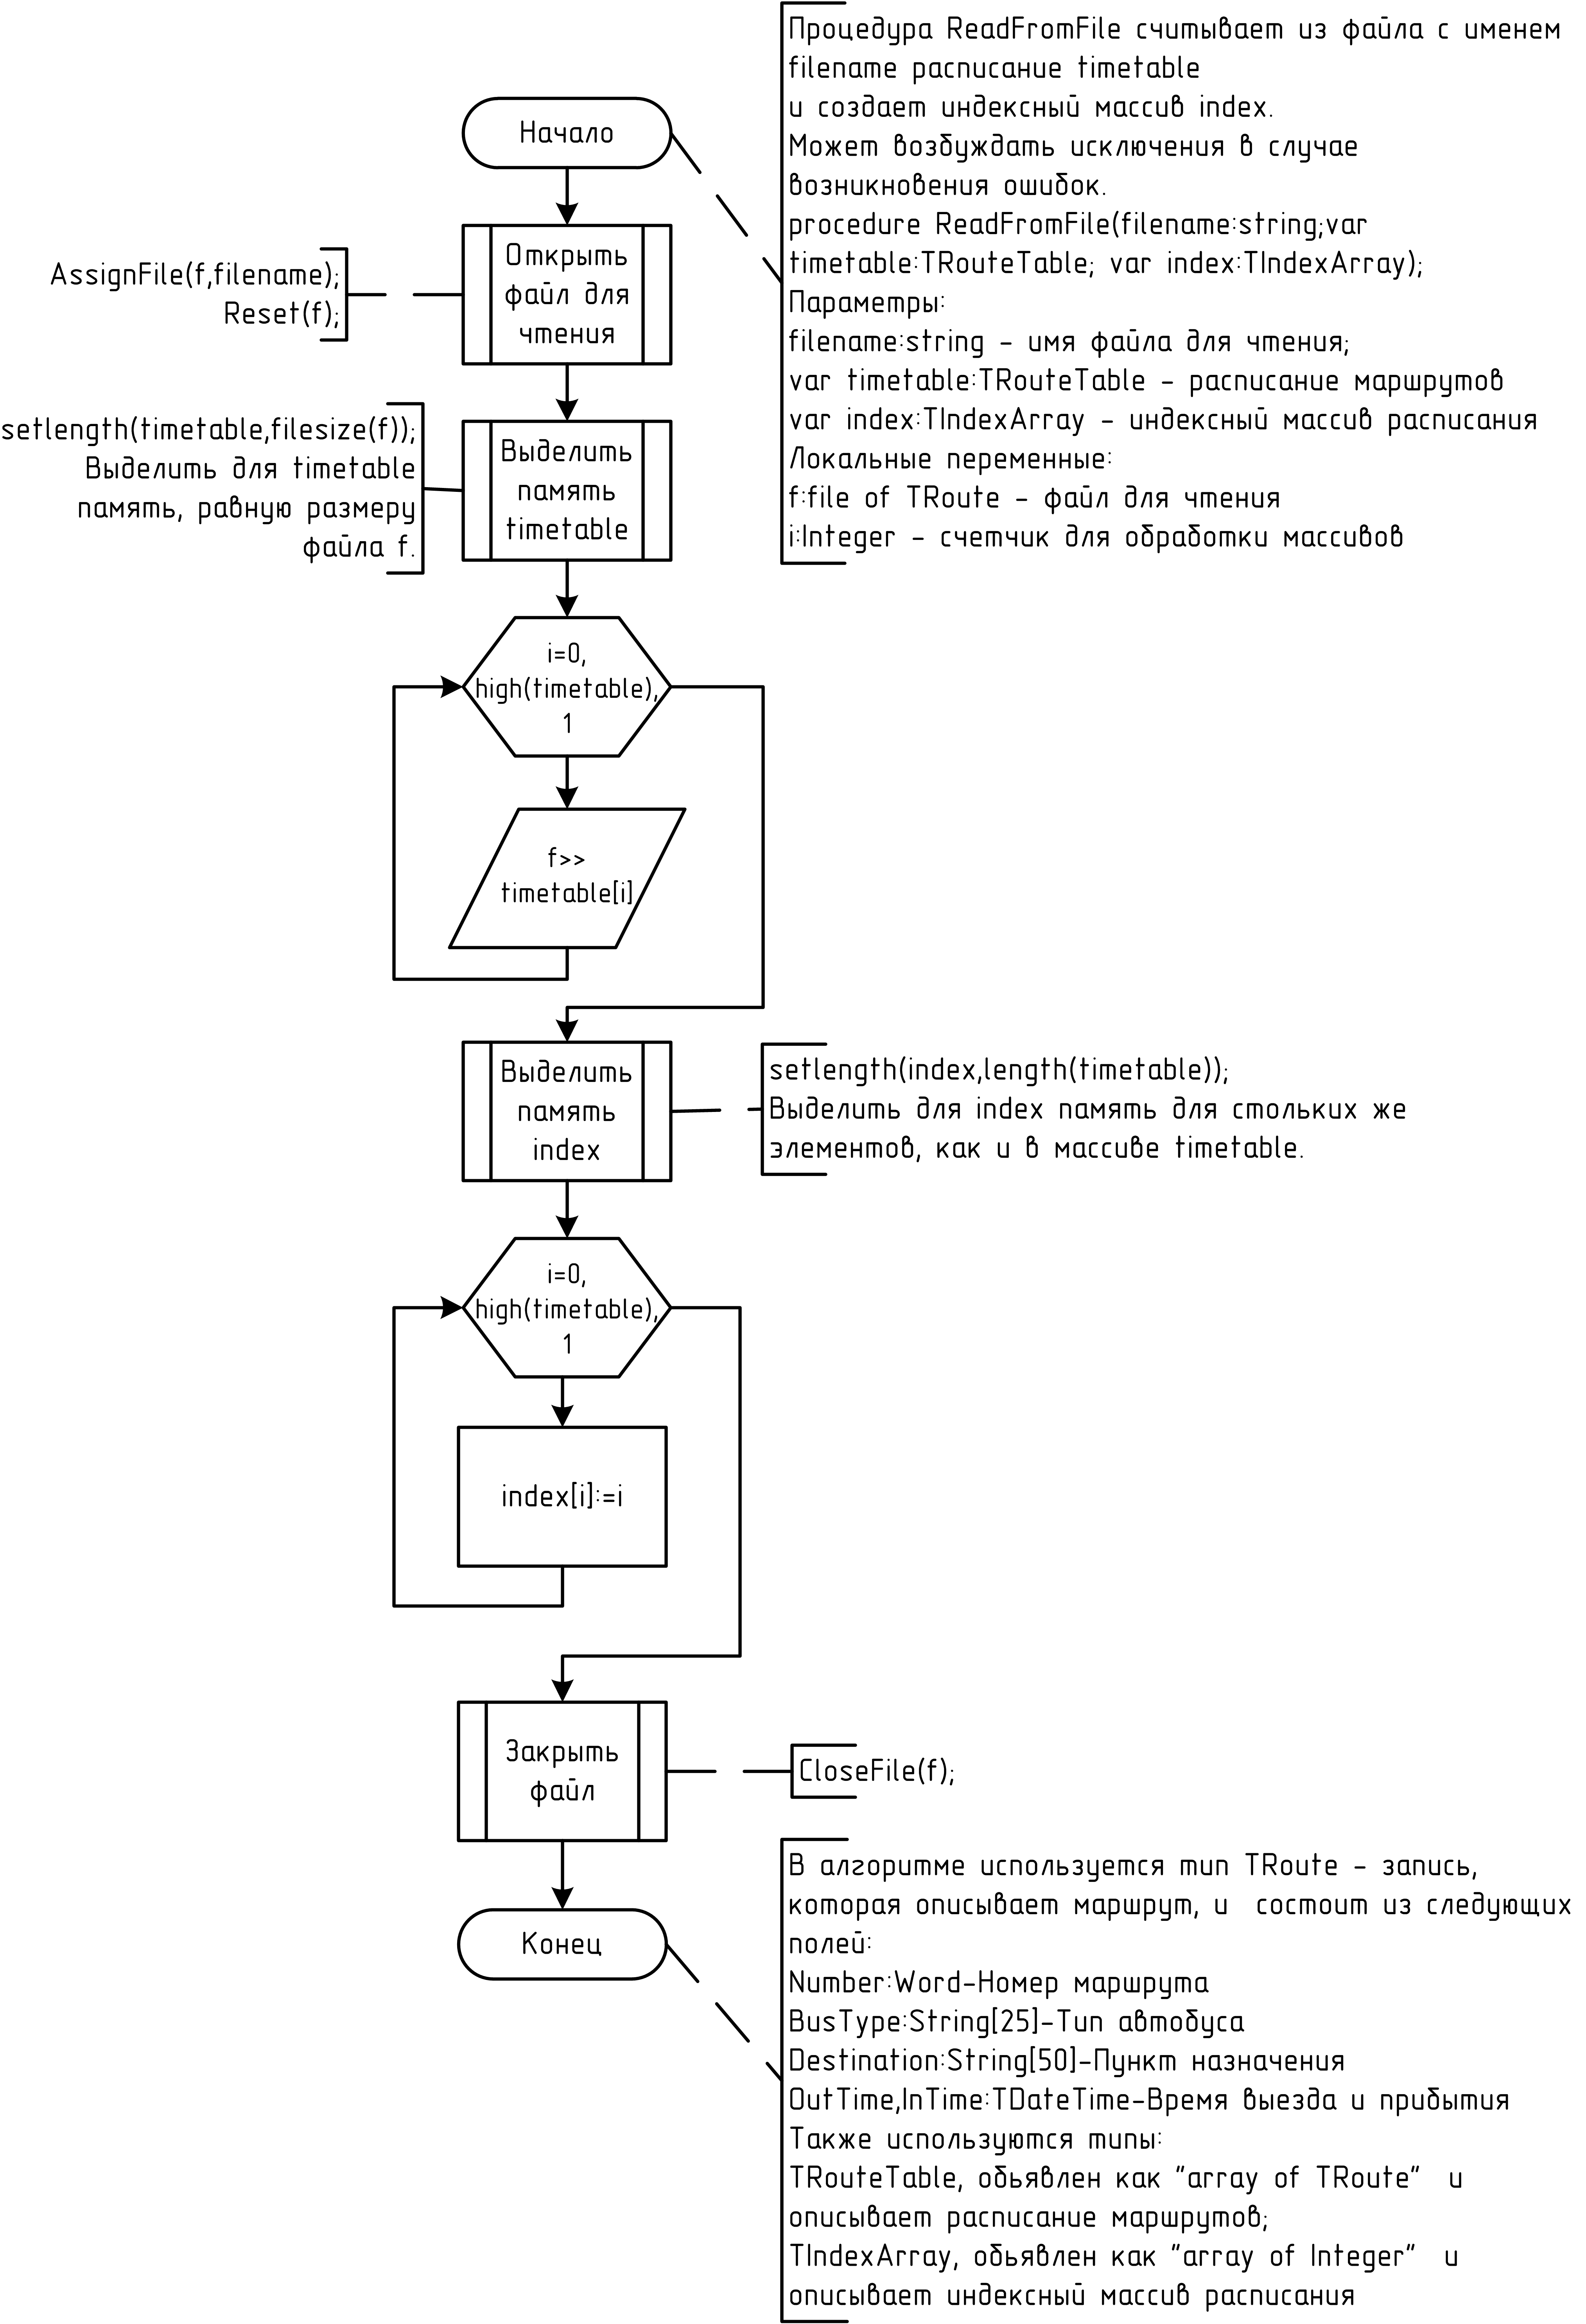 Процедура ReadFromFile считывает из файла с именем
filename расписание timetable
и создает индексный массив index.
Может возбуждать исключения в случае
возникновения ошибок.
procedure ReadFromFile(filename:string;var
timetable:TRouteTable; var index:TIndexArray);
Параметры:
filename:string – имя файла для чтения;
var timetable:TRouteTable – расписание маршрутов
var index:TIndexArray – индексный массив расписания
Локальные переменные:
f:file of TRoute – файл для чтения
i:Integer – счетчик для обработки массивов
Начало
Открыть
файл для
чтения
AssignFile(f,filename);
Reset(f);
Выделить
память
timetable
setlength(timetable,filesize(f));
Выделить для timetable
память, равную размеру
файла f.
i=0,
high(timetable),
1
f>>
timetable[i]
Выделить
память
index
setlength(index,length(timetable));
Выделить для index память для стольких же
элементов, как и в массиве timetable.
i=0,
high(timetable),
1
index[i]:=i
Закрыть
файл
CloseFile(f);
Конец
В алгоритме используется тип TRoute – запись,
которая описывает маршрут, и  состоит из следующих
полей:
Number:Word–Номер маршрута
BusType:String[25]–Тип автобуса
Destination:String[50]–Пункт назначения
OutTime,InTime:TDateTime–Время выезда и прибытия
Также используются типы:
TRouteTable, обьявлен как “array of TRoute”  и
описывает расписание маршрутов;
TIndexArray, обьявлен как “array of Integer”  и
описывает индексный массив расписания